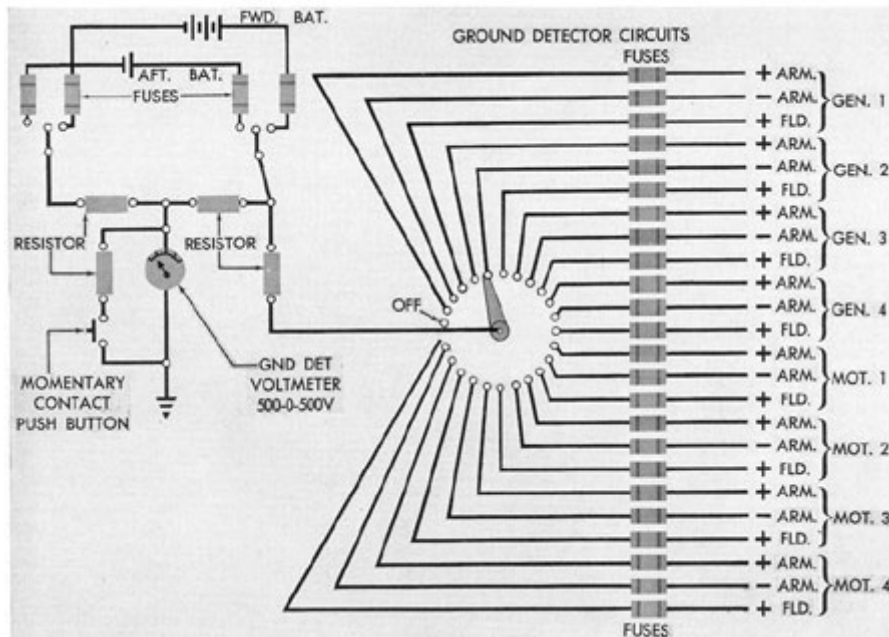 FWD. BAT.
AFT. BAT.
FUSES
RESISTOR
RESISTOR
MOMENTARY
CONTACT
PUSH BUTTON
GND DET
VOLTMETER
500-0-500V
OFF
GROUND DETECTOR CIRCUITS
FUSES
+ ARM.
- ARM.
+ FLD.
GEN. 1
+ ARM.
- ARM.
+ FLD.
GEN. 2
+ ARM.
- ARM.
+ FLD.
GEN. 3
+ ARM.
- ARM.
+ FLD.
GEN. 4
+ ARM.
- ARM.
+ FLD.
MOT. 1
+ ARM.
- ARM.
+ FLD.
MOT. 2
+ ARM.
- ARM.
+ FLD.
MOT. 3
+ ARM.
- ARM.
+ FLD.
MOT. 4
FUSES